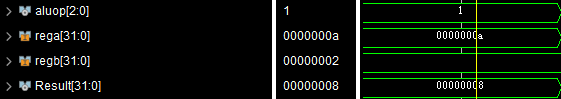 aluop[2:0] 1 1
rega[31:0] 0000000a 0000000a
regb[31:0] 00000002
Result[31:0] 00000008 00000008